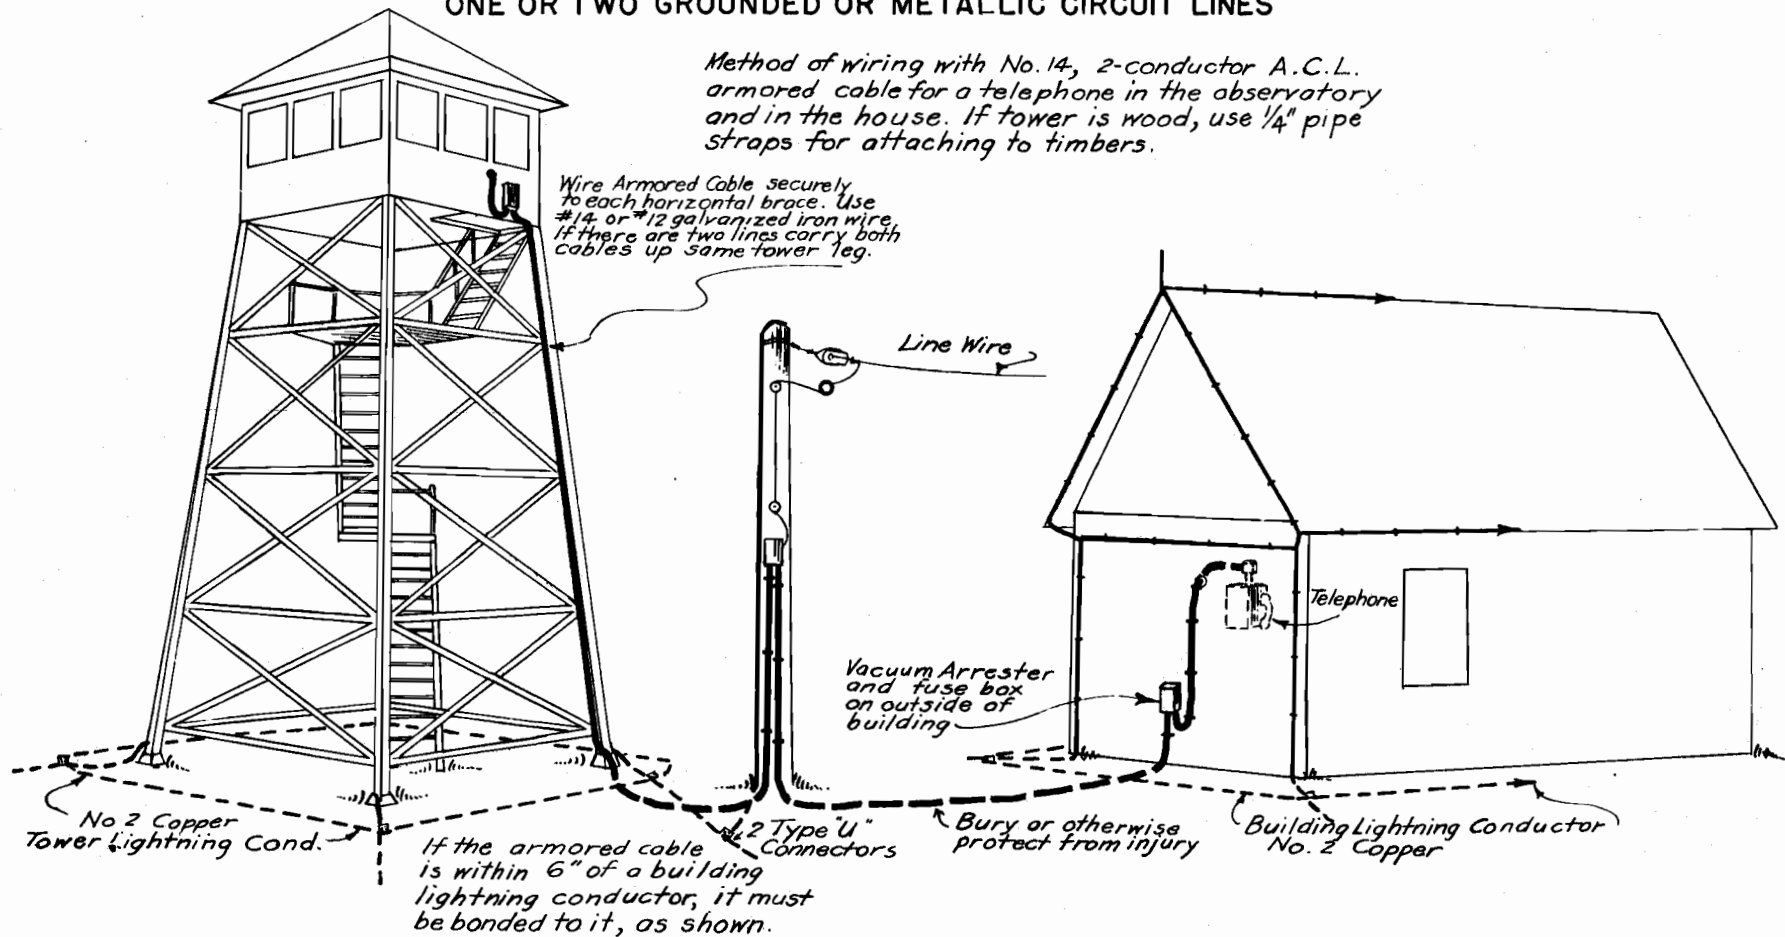 ONE OR TWO GROUNDED OR METALLIC CIRCUIT LINES
Method of wiring with No. 14, 2-conductor A.C.L.
armored cable for a telephone in the observatory
and in the house. If tower is wood, use 1/4" pipe
straps for attaching to timbers.
Wire Armored Cable securely
to each horizontal brace. Use
#14 or #12 galvanized iron wire.
If there are two lines carry both
cables up same tower leg.
Line Wire
Telephone
Vacuum Arrester
and fuse box
on outside of
building
No 2 Copper
Tower Lightning Cond.
If the armored cable
is within 6" of a building
lightning conductor, it must
be bonded to it, as shown.
2 Type "U"
Connectors
Bury or otherwise
protect from injury
Building Lightning Conductor
No. 2 Copper